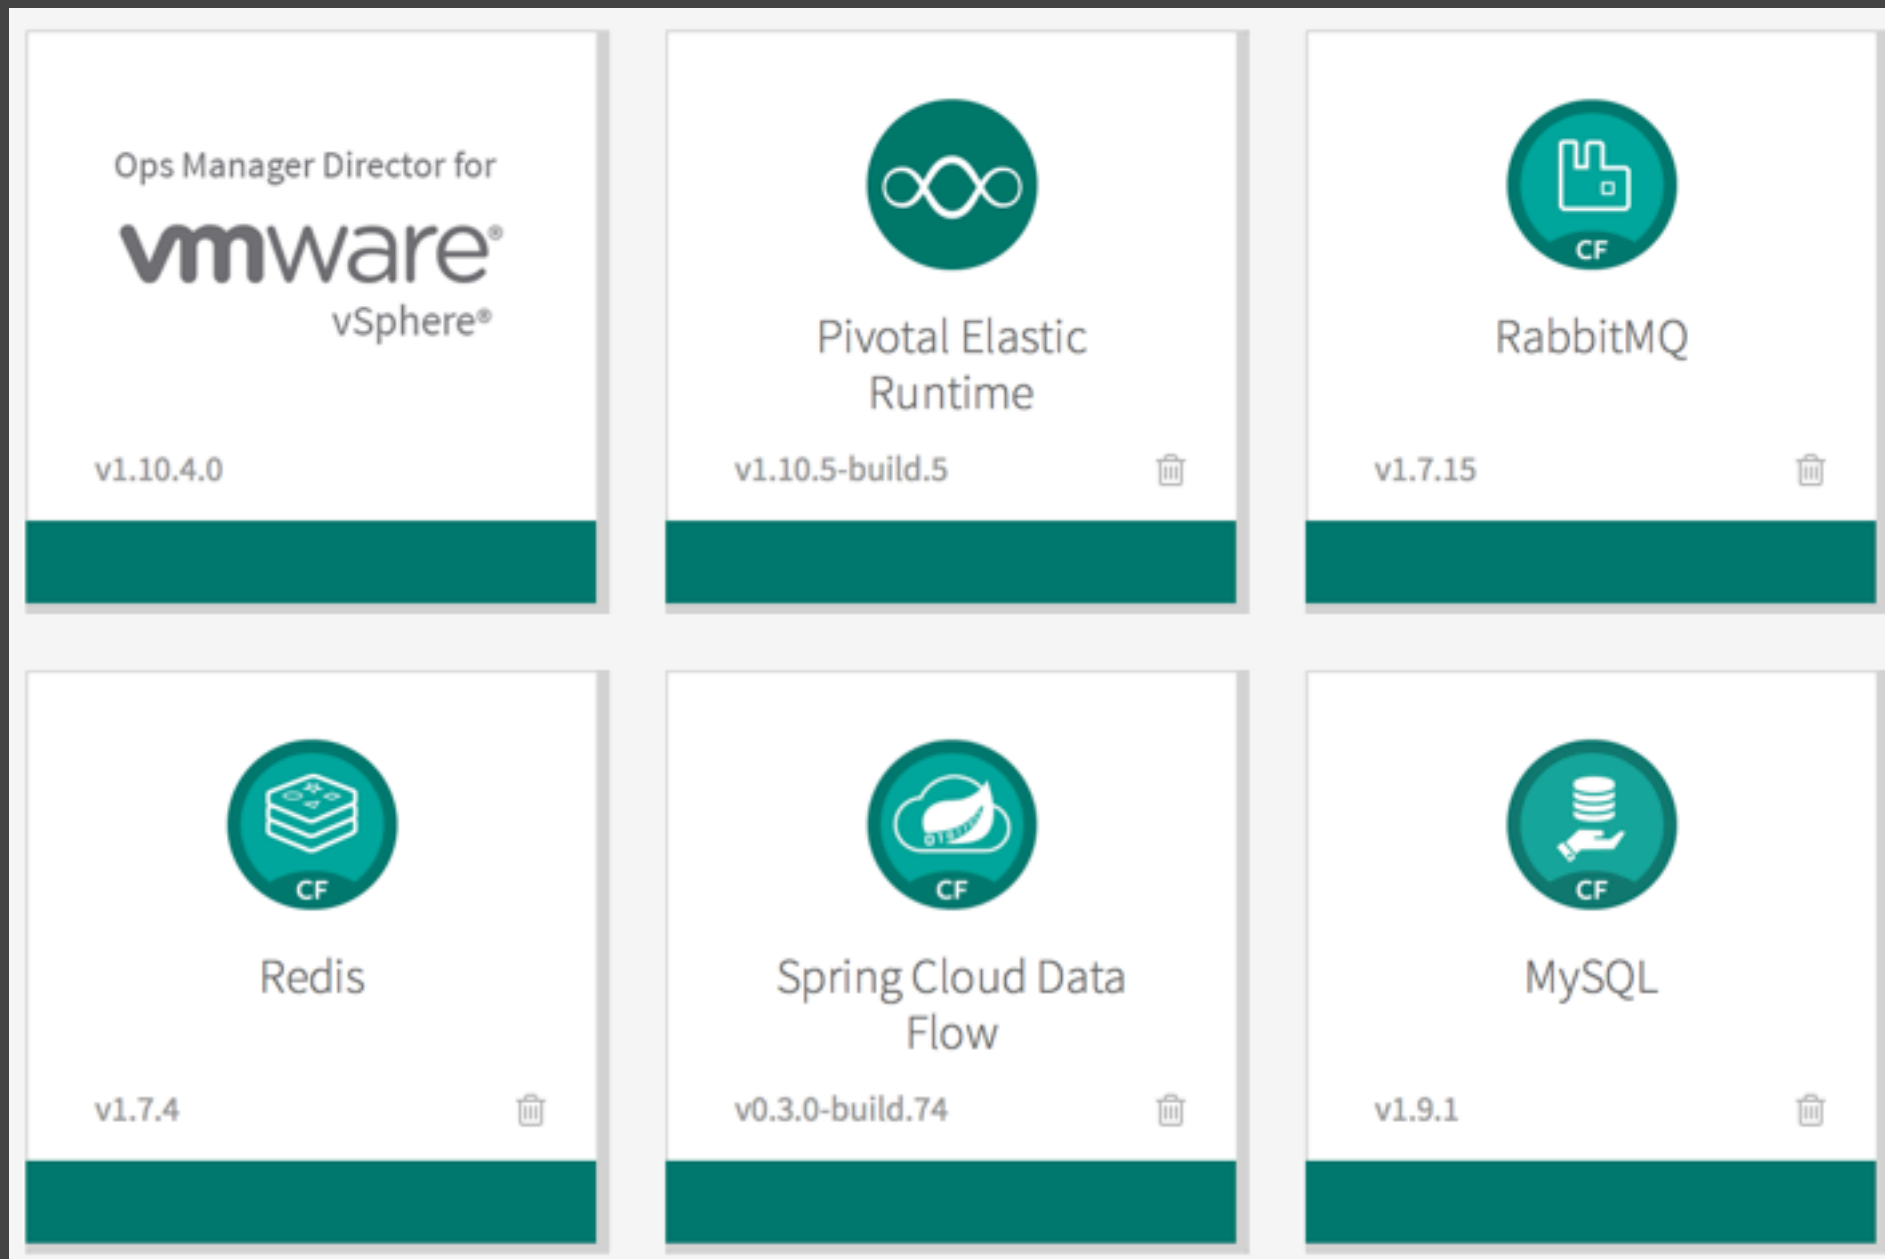 Ops Manager Director for
vmware®
vSphere®
v1.10.4.0
Pivotal Elastic
Runtime
v1.10.5-build.5
CF
RabbitMQ
v1.7.15
CF
Redis
v1.7.4
CF
Spring Cloud Data
Flow
v0.3.0-build.74
CF
MySQL
v1.9.1